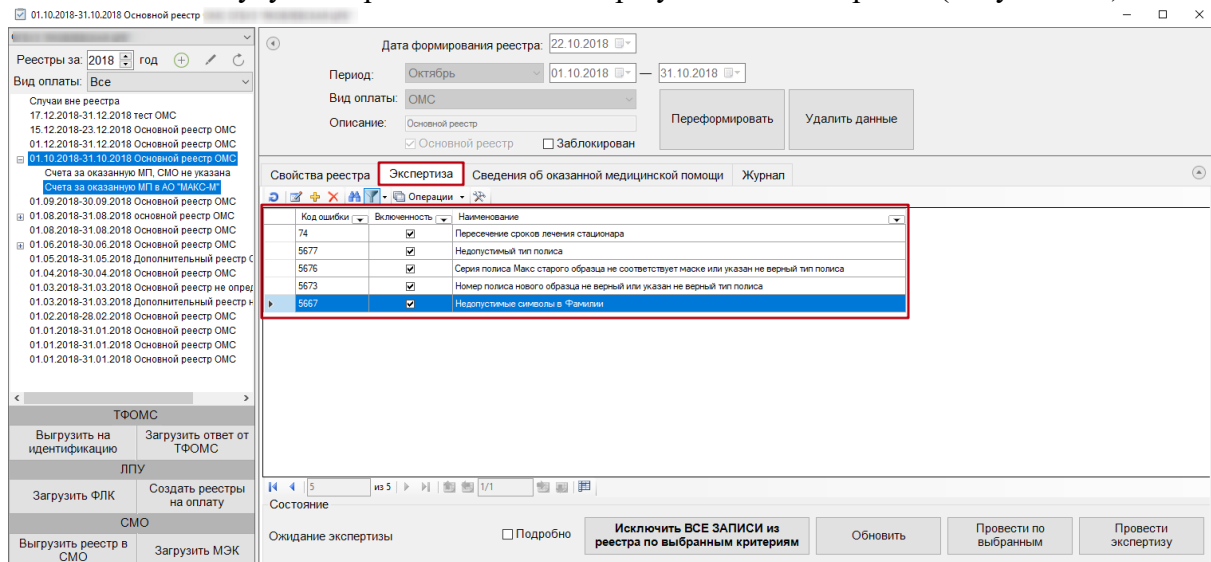 01.10.2018-31.10.2018 Основной реестр
Реестры за: 2018 год
Вид оплаты: Все
Случаи вне реестра
17.12.2018-31.12.2018 тест ОМС
15.12.2018-23.12.2018 Основной реестр ОМС
01.12.2018-31.12.2018 Основной реестр ОМС
01.10.2018-31.10.2018 Основной реестр ОМС
Счета за оказанную МП, СМО не указана
Счета за оказанную МП в АО "МАКС-М"
01.09.2018-30.09.2018 Основной реестр ОМС
01.08.2018-31.08.2018 основной реестр ОМС
01.08.2018-31.08.2018 Основной реестр ОМС
01.06.2018-30.06.2018 Основной реестр ОМС
01.05.2018-31.05.2018 Дополнительный реестр С
01.04.2018-30.04.2018 Основной реестр ОМС
01.03.2018-31.03.2018 Основной реестр не опред
01.03.2018-31.03.2018 Дополнительный реестр н
01.02.2018-28.02.2018 Основной реестр ОМС
01.01.2018-31.01.2018 Основной реестр ОМС
01.01.2018-31.01.2018 Основной реестр ОМС
01.01.2018-31.01.2018 Основной реестр ОМС
ТФОМС
Выгрузить на идентификацию
Загрузить ответ от ТФОМС
ЛПУ
Загрузить ФЛК
Создать реестры на оплату
СМО
Выгрузить реестр в СМО
Загрузить МЭК
Дата формирования реестра: 22.10.2018
Период: Октябрь 01.10.2018 — 31.10.2018
Вид оплаты: ОМС
Описание: Основной реестр
Основной реестр Заблокирован
Переформировать
Удалить данные
Свойства реестра Экспертиза Сведения об оказанной медицинской помощи Журнал
Операции
Код ошибки Включенность Наименование
74 Пересечение сроков лечения стационара
5677 Недопустимый тип полиса
5676 Серия полиса Макс старого образца не соответствует маске или указан не верный тип полиса
5673 Номер полиса нового образца не верный или указан не верный тип полиса
5667 Недопустимые символы в Фамилии
5 из 5 1/1
Состояние
Ожидание экспертизы
Подробно
Исключить ВСЕ ЗАПИСИ из
реестра по выбранным критериям
Обновить
Провести по выбранным
Провести экспертизу